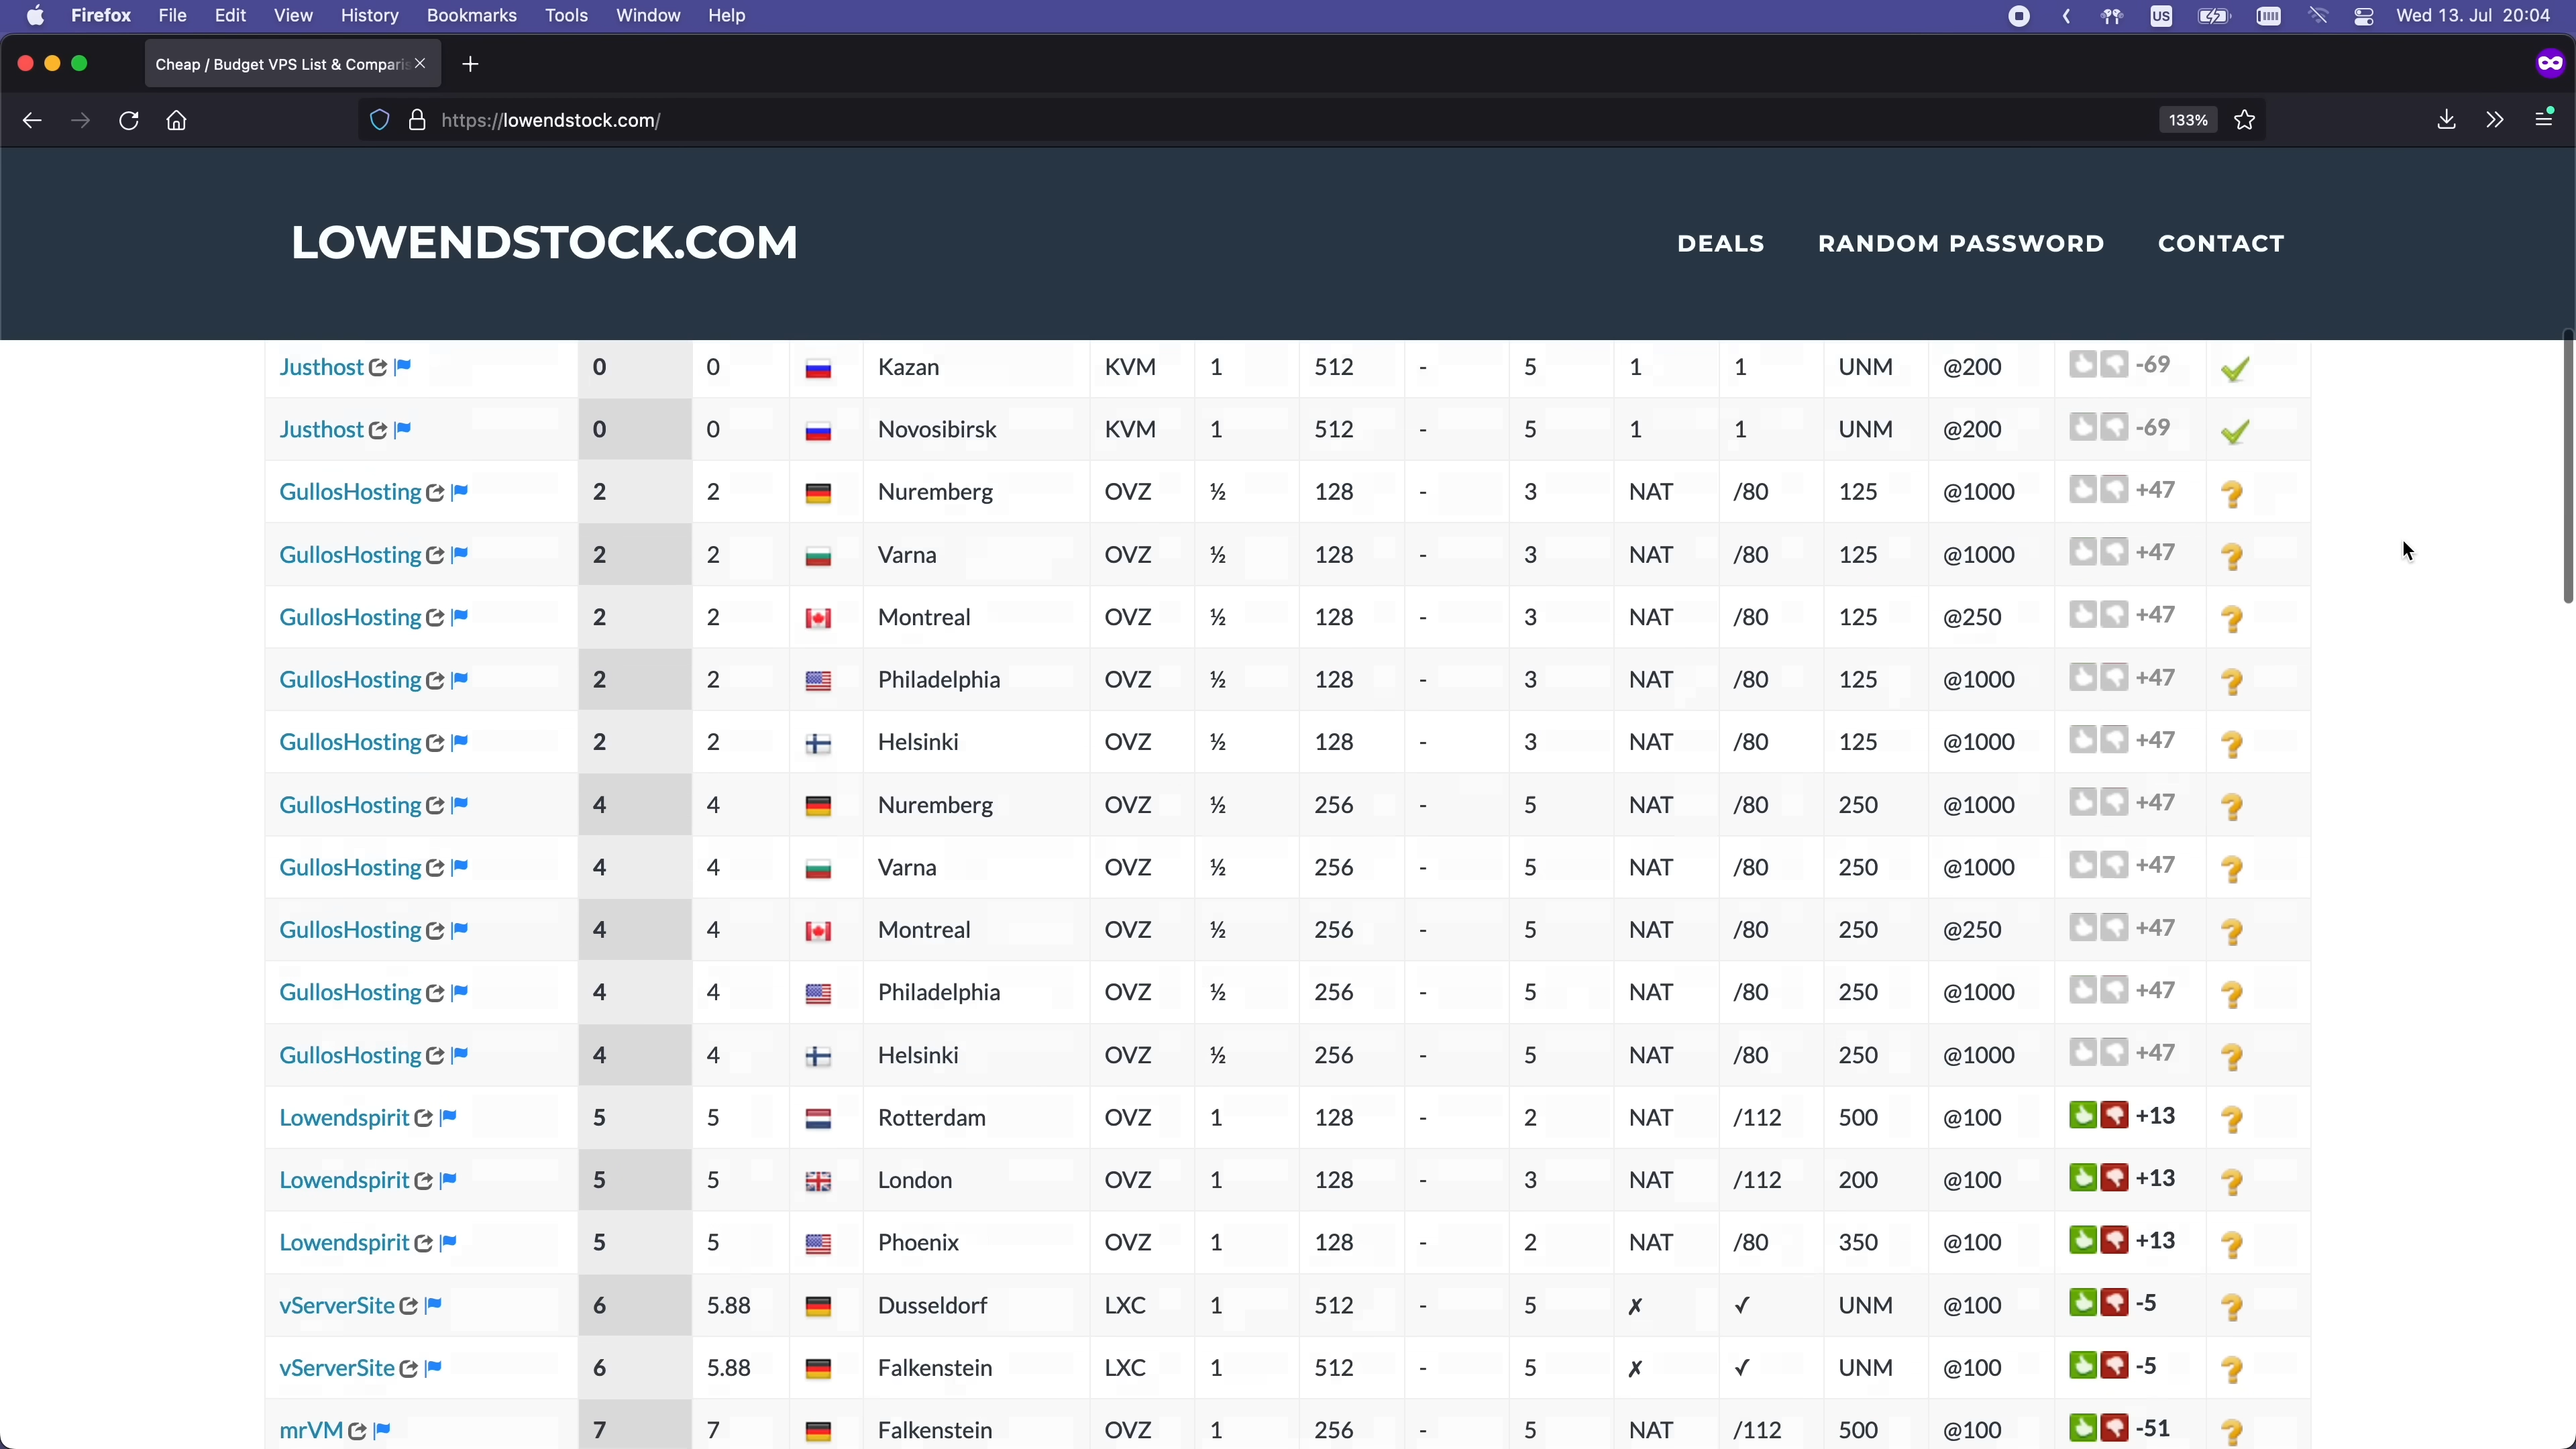 Firefox File Edit View History Bookmarks Tools Window Help US Wed 13. Jul 20:04
Cheap / Budget VPS List & Comparis
https://lowendstock.com/ 133%
LOWENDSTOCK.COM DEALS RANDOM PASSWORD CONTACT
Justhost 0 0 Kazan KVM 1 512 - 5 1 1 UNM @200 -69
Justhost 0 0 Novosibirsk KVM 1 512 - 5 1 1 UNM @200 -69
GullosHosting 2 2 Nuremberg OVZ ½ 128 - 3 NAT /80 125 @1000 +47
GullosHosting 2 2 Varna OVZ ½ 128 - 3 NAT /80 125 @1000 +47
GullosHosting 2 2 Montreal OVZ ½ 128 - 3 NAT /80 125 @250 +47
GullosHosting 2 2 Philadelphia OVZ ½ 128 - 3 NAT /80 125 @1000 +47
GullosHosting 2 2 Helsinki OVZ ½ 128 - 3 NAT /80 125 @1000 +47
GullosHosting 4 4 Nuremberg OVZ ½ 256 - 5 NAT /80 250 @1000 +47
GullosHosting 4 4 Varna OVZ ½ 256 - 5 NAT /80 250 @1000 +47
GullosHosting 4 4 Montreal OVZ ½ 256 - 5 NAT /80 250 @250 +47
GullosHosting 4 4 Philadelphia OVZ ½ 256 - 5 NAT /80 250 @1000 +47
GullosHosting 4 4 Helsinki OVZ ½ 256 - 5 NAT /80 250 @1000 +47
Lowendspirit 5 5 Rotterdam OVZ 1 128 - 2 NAT /112 500 @100 +13
Lowendspirit 5 5 London OVZ 1 128 - 3 NAT /112 200 @100 +13
Lowendspirit 5 5 Phoenix OVZ 1 128 - 2 NAT /80 350 @100 +13
vServerSite 6 5.88 Dusseldorf LXC 1 512 - 5 ✗ ✓ UNM @100 -5
vServerSite 6 5.88 Falkenstein LXC 1 512 - 5 ✗ ✓ UNM @100 -5
mrVM 7 7 Falkenstein OVZ 1 256 - 5 NAT /112 500 @100 -51